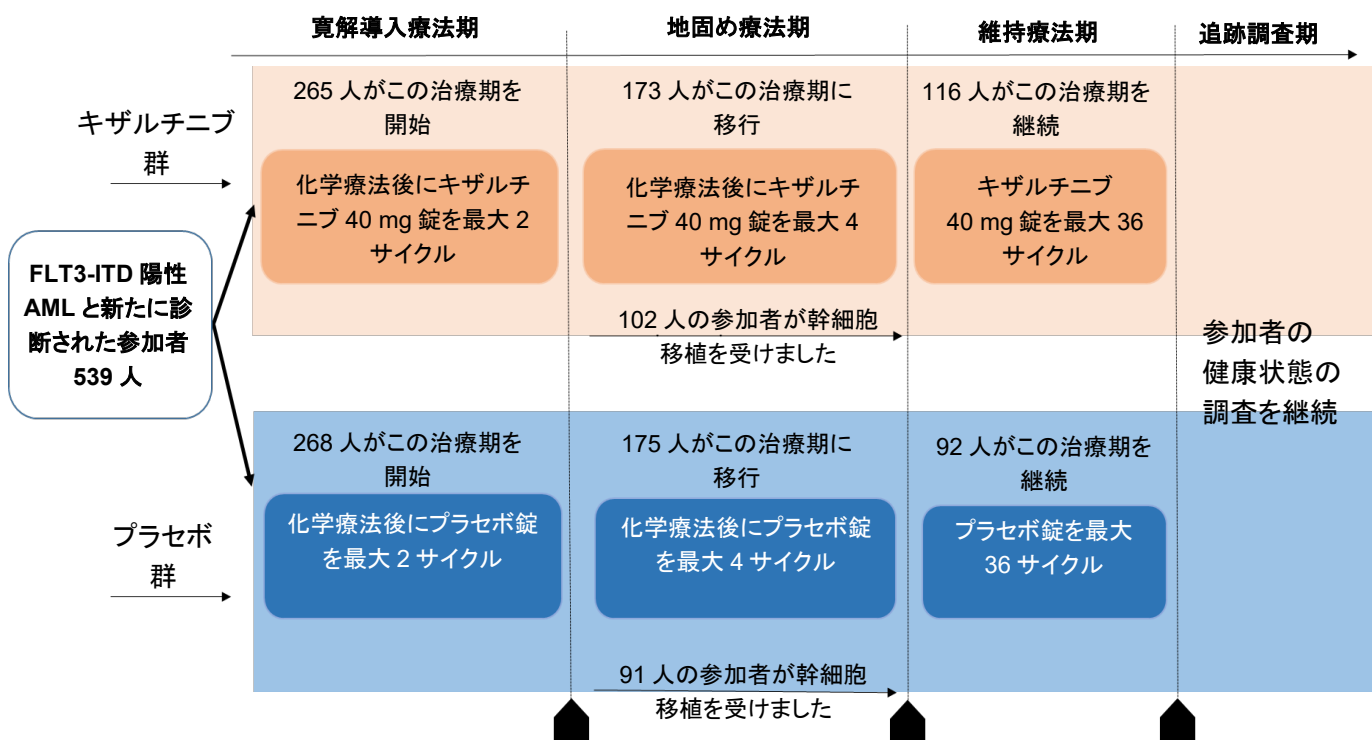 寛解導入療法期
地固め療法期
維持療法期
追跡調査期
キザルチニブ
群
265 人がこの治療期を
開始
化学療法後にキザルチ
ニブ 40 mg 錠を最大 2
サイクル
173 人がこの治療期に
移行
化学療法後にキザルチ
ニブ 40 mg 錠を最大 4
サイクル
102 人の参加者が幹細胞
移植を受けました
116 人がこの治療期を
継続
キザルチニブ
40 mg 錠を最大 36
サイクル
FLT3-ITD 陽性
AML と新たに診
断された参加者
539 人
参加者の
健康状態の
調査を継続
プラセボ
群
268 人がこの治療期を
開始
化学療法後にプラセボ錠
を最大 2 サイクル
175 人がこの治療期に
移行
化学療法後にプラセボ錠
を最大 4 サイクル
91 人の参加者が幹細胞
移植を受けました
92 人がこの治療期を
継続
プラセボ錠を最大
36 サイクル